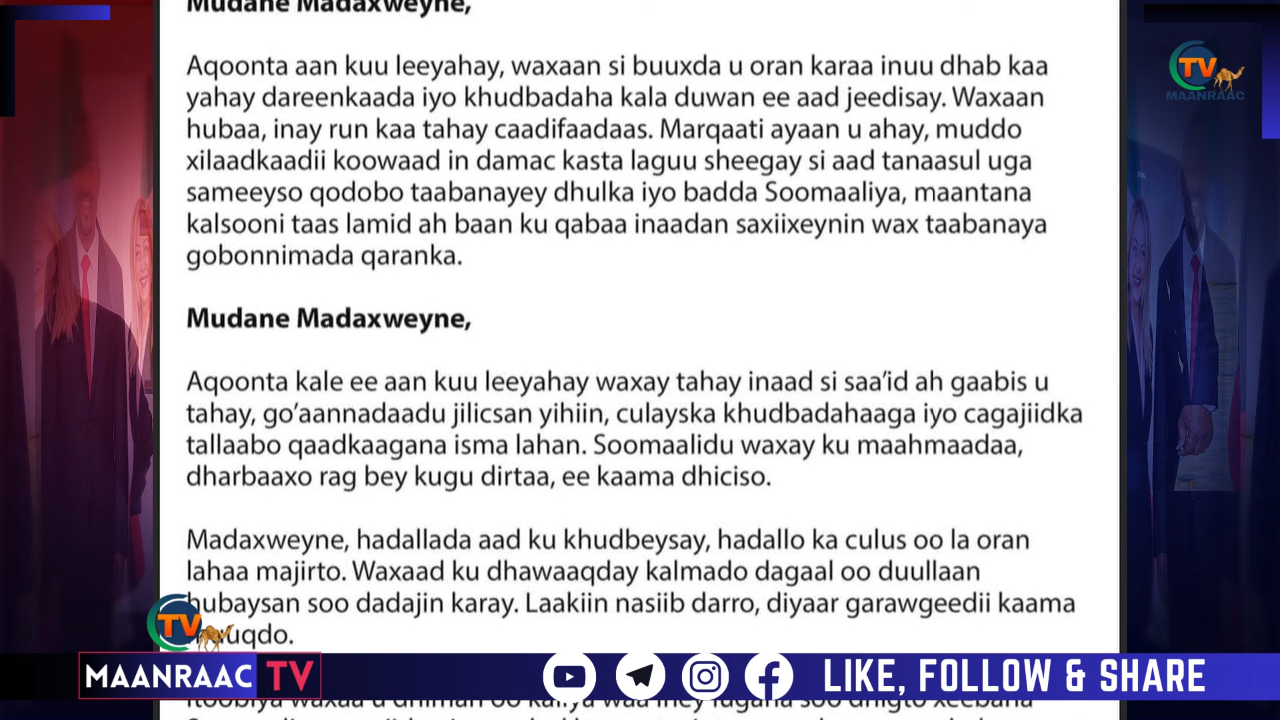 Mudane Madaxweyne,
Aqoonta aan kuu leeyahay, waxaan si buuxda u oran karaa inuu dhab kaa
yahay dareenkaada iyo khudbadaha kala duwan ee aad jeedisay. Waxaan
hubaa, inay run kaa tahay caadifaadaas. Marqaati ayaan u ahay, muddo
xilaadkaadii koowaad in damac kasta laguu sheegay si aad tanaasul uga
sameeyso qodobo taabanayey dhulka iyo badda Soomaaliya, maantana
kalsooni taas lamid ah baan ku qabaa inaadan saxiixeynin wax taabanaya
gobonnimada qaranka.
Mudane Madaxweyne,
Aqoonta kale ee aan kuu leeyahay waxay tahay inaad si saa’id ah gaabis u
tahay, go’aannadaadu jilicsan yihiin, culayska khudbadahaaga iyo cagajiidka
tallaabo qaadkaagana isma lahan. Soomaalidu waxay ku maahmaadaa,
dharbaaxo rag bey kugu dirtaa, ee kaama dhiciso.
Madaxweyne, hadallada aad ku khudbeysay, hadallo ka culus oo la oran
lahaa majirto. Waxaad ku dhawaaqday kalmado dagaal oo duullaan
hubaysan soo dadajin karay. Laakiin nasiib darro, diyaar garawgeedii kaama
TV
MAANRAAC
TV
MAANRAAC TV
LIKE, FOLLOW & SHARE